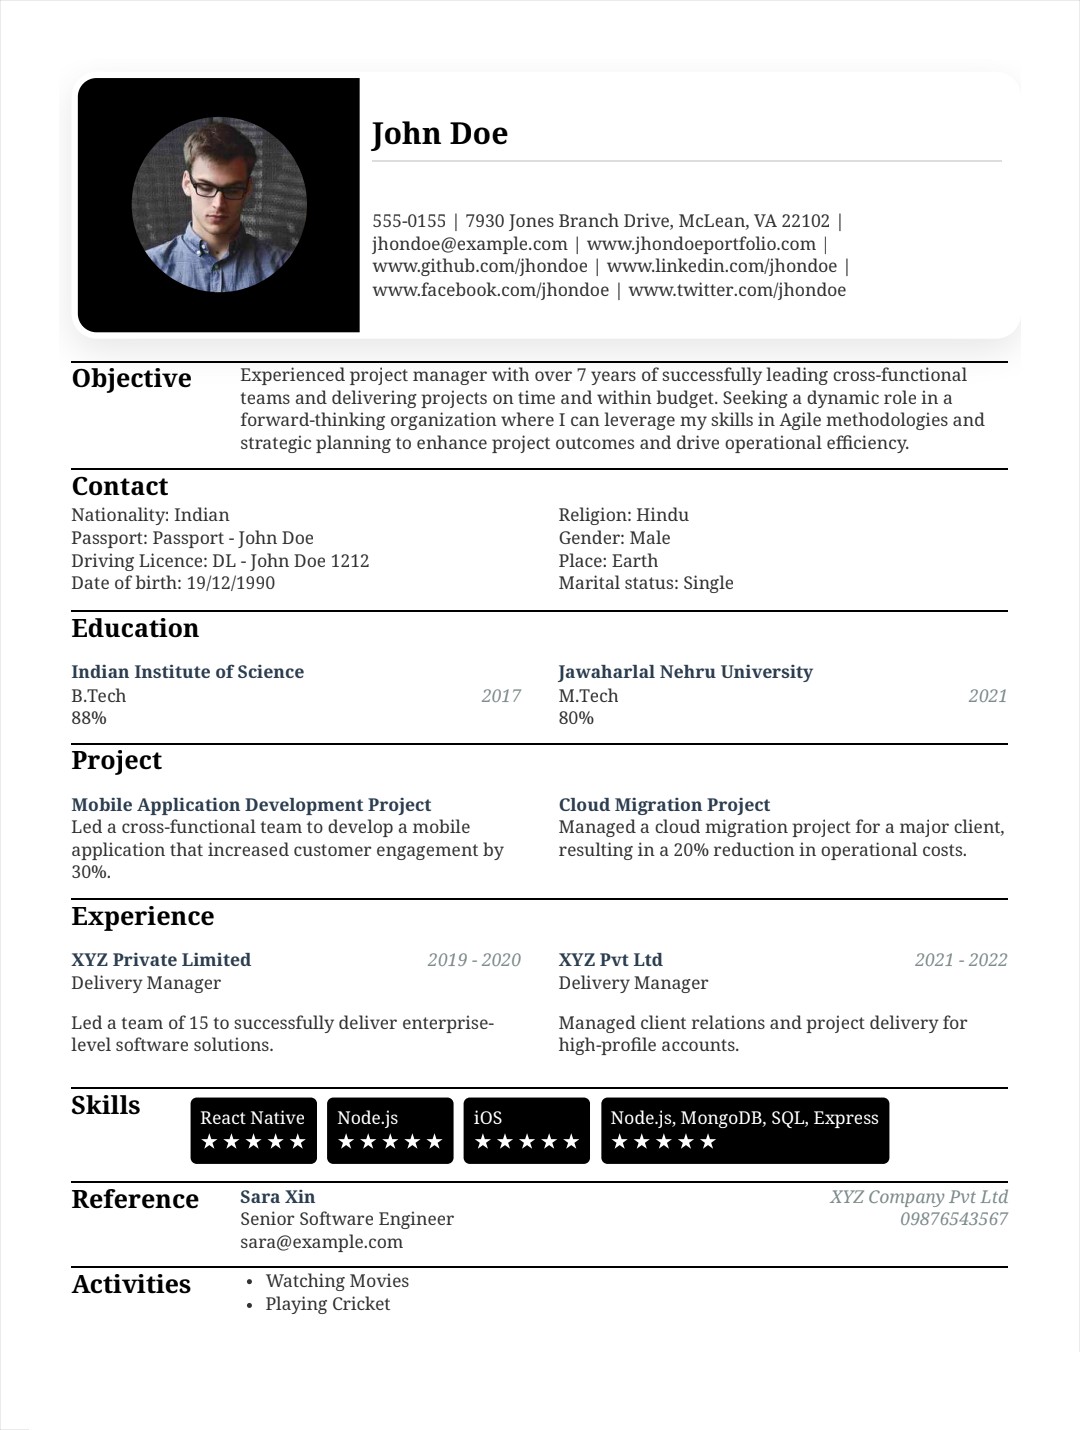 John Doe
555-0155 | 7930 Jones Branch Drive, McLean, VA 22102 |
jhondoe@example.com | www.jhondoeportfolio.com |
www.github.com/jhondoe | www.linkedin.com/jhondoe |
www.facebook.com/jhondoe | www.twitter.com/jhondoe
Objective
Experienced project manager with over 7 years of successfully leading cross-functional
teams and delivering projects on time and within budget. Seeking a dynamic role in a
forward-thinking organization where I can leverage my skills in Agile methodologies and
strategic planning to enhance project outcomes and drive operational efficiency.
Contact
Nationality: Indian
Passport: Passport - John Doe
Driving Licence: DL - John Doe 1212
Date of birth: 19/12/1990
Religion: Hindu
Gender: Male
Place: Earth
Marital status: Single
Education
Indian Institute of Science
B.Tech 2017
88%
Jawaharlal Nehru University
M.Tech 2021
80%
Project
Mobile Application Development Project
Led a cross-functional team to develop a mobile
application that increased customer engagement by
30%.
Cloud Migration Project
Managed a cloud migration project for a major client,
resulting in a 20% reduction in operational costs.
Experience
XYZ Private Limited 2019 - 2020
Delivery Manager
Led a team of 15 to successfully deliver enterprise-
level software solutions.
XYZ Pvt Ltd 2021 - 2022
Delivery Manager
Managed client relations and project delivery for
high-profile accounts.
Skills
React Native
★★★★★
Node.js
★★★★★
iOS
★★★★★
Node.js, MongoDB, SQL, Express
★★★★★
Reference
Sara Xin XYZ Company Pvt Ltd
Senior Software Engineer 09876543567
sara@example.com
Activities
• Watching Movies
• Playing Cricket